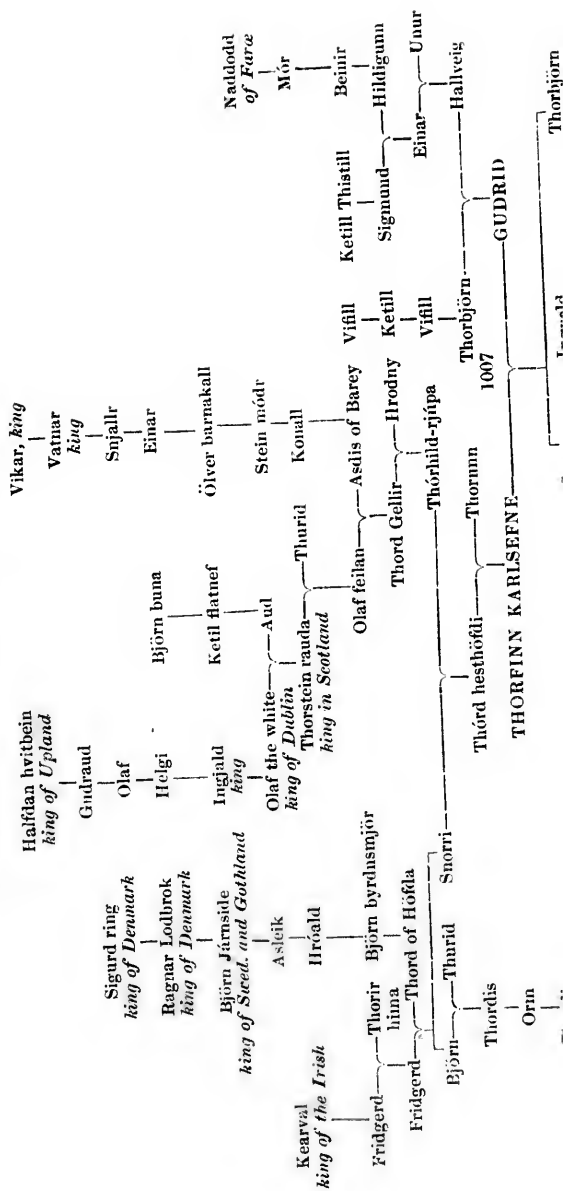 Vikar, king
Vatnar
king
Snjallr
Einar
Ölver barnakall
Stein módr
Konall
Halfdan hvitbein
king of Upland
Gudraud
Olaf
Helgi
Ingjald
king
Björn buna
Ketil flatnef
Olaf the white Aud
king of Dublin
Thorstein rauda Thurid
king in Scotland
Olaf feilan Asdis of Barey
Thord Gellir Hrodny
Sigurd ring
king of Denmark
Ragnar Lodbrok
king of Denmark
Björn Járnside
king of Swed. and Gothland
Asleik
Hróald
Björn byrdusmjör
Kearval
king of the Irish
Fridgerd Thorir
hima
Fridgerd Thord of Höfda
Björn Thurid Snorri Thórhild-rjúpa
Thordis
Orm
Naddodd
of Faræ
Mór
Beinir
Ketill Thistill
Sigmund Hildigunn
Einar Unur
Vifill
Ketill
Vifill
Thorbjörn Hallveig
Thórd hesthöfdi Thorunn
1007
THORFINN KARLSEFNE GUDRID
Thorbjörn